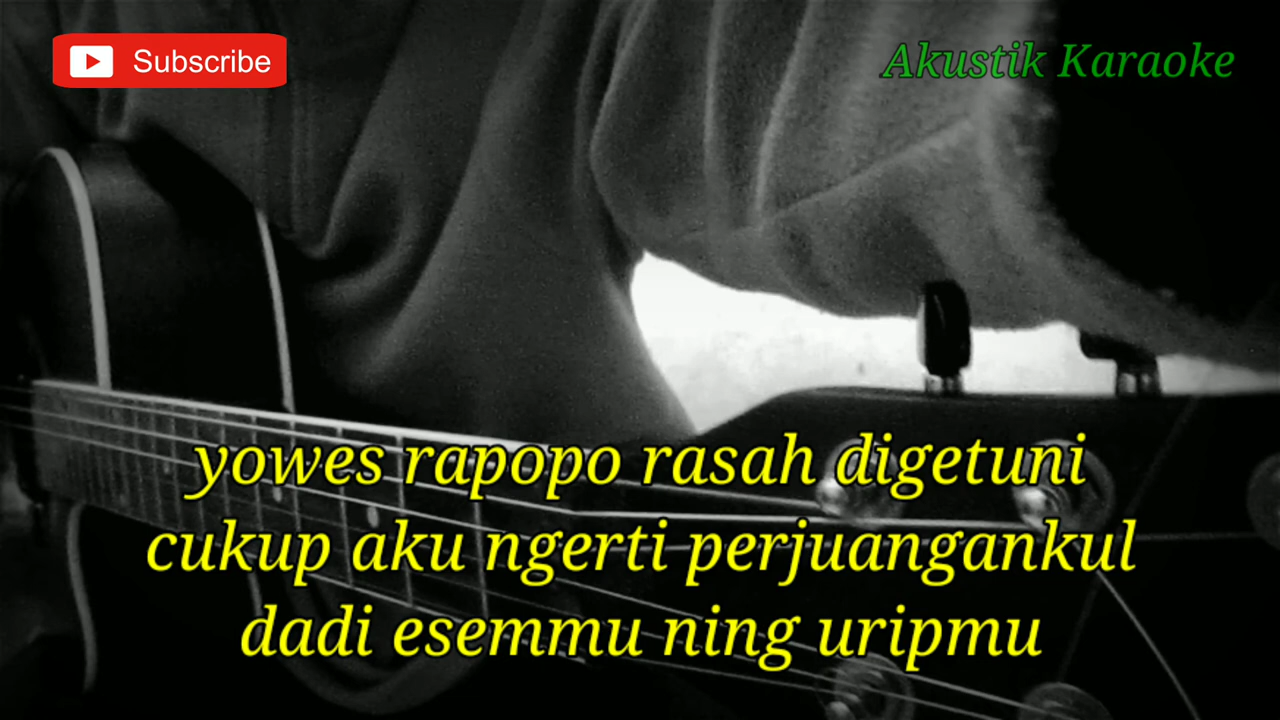 Subscribe
Akustik Karaoke
yowes rapopo rasah digetuni
cukup aku ngerti perjuangankul
dadi esemmu ning uripmu